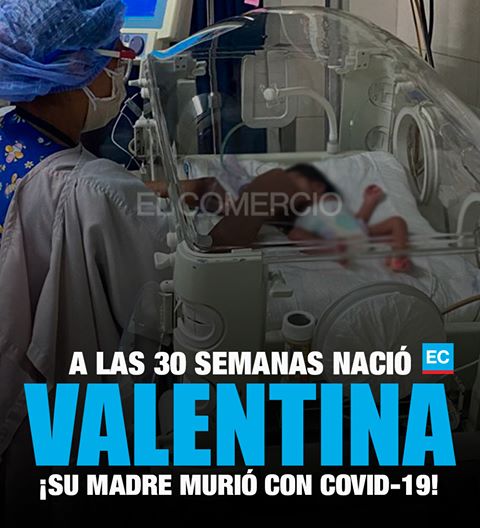 EL COMERCIO
A LAS 30 SEMANAS NACIÓ EC
VALENTINA
¡SU MADRE MURIÓ CON COVID-19!